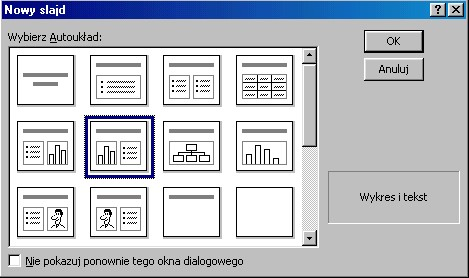 Nowy slajd
Wybierz Autoukład:
OK
Anuluj
Wykres i tekst
Nie pokazuj ponownie tego okna dialogowego